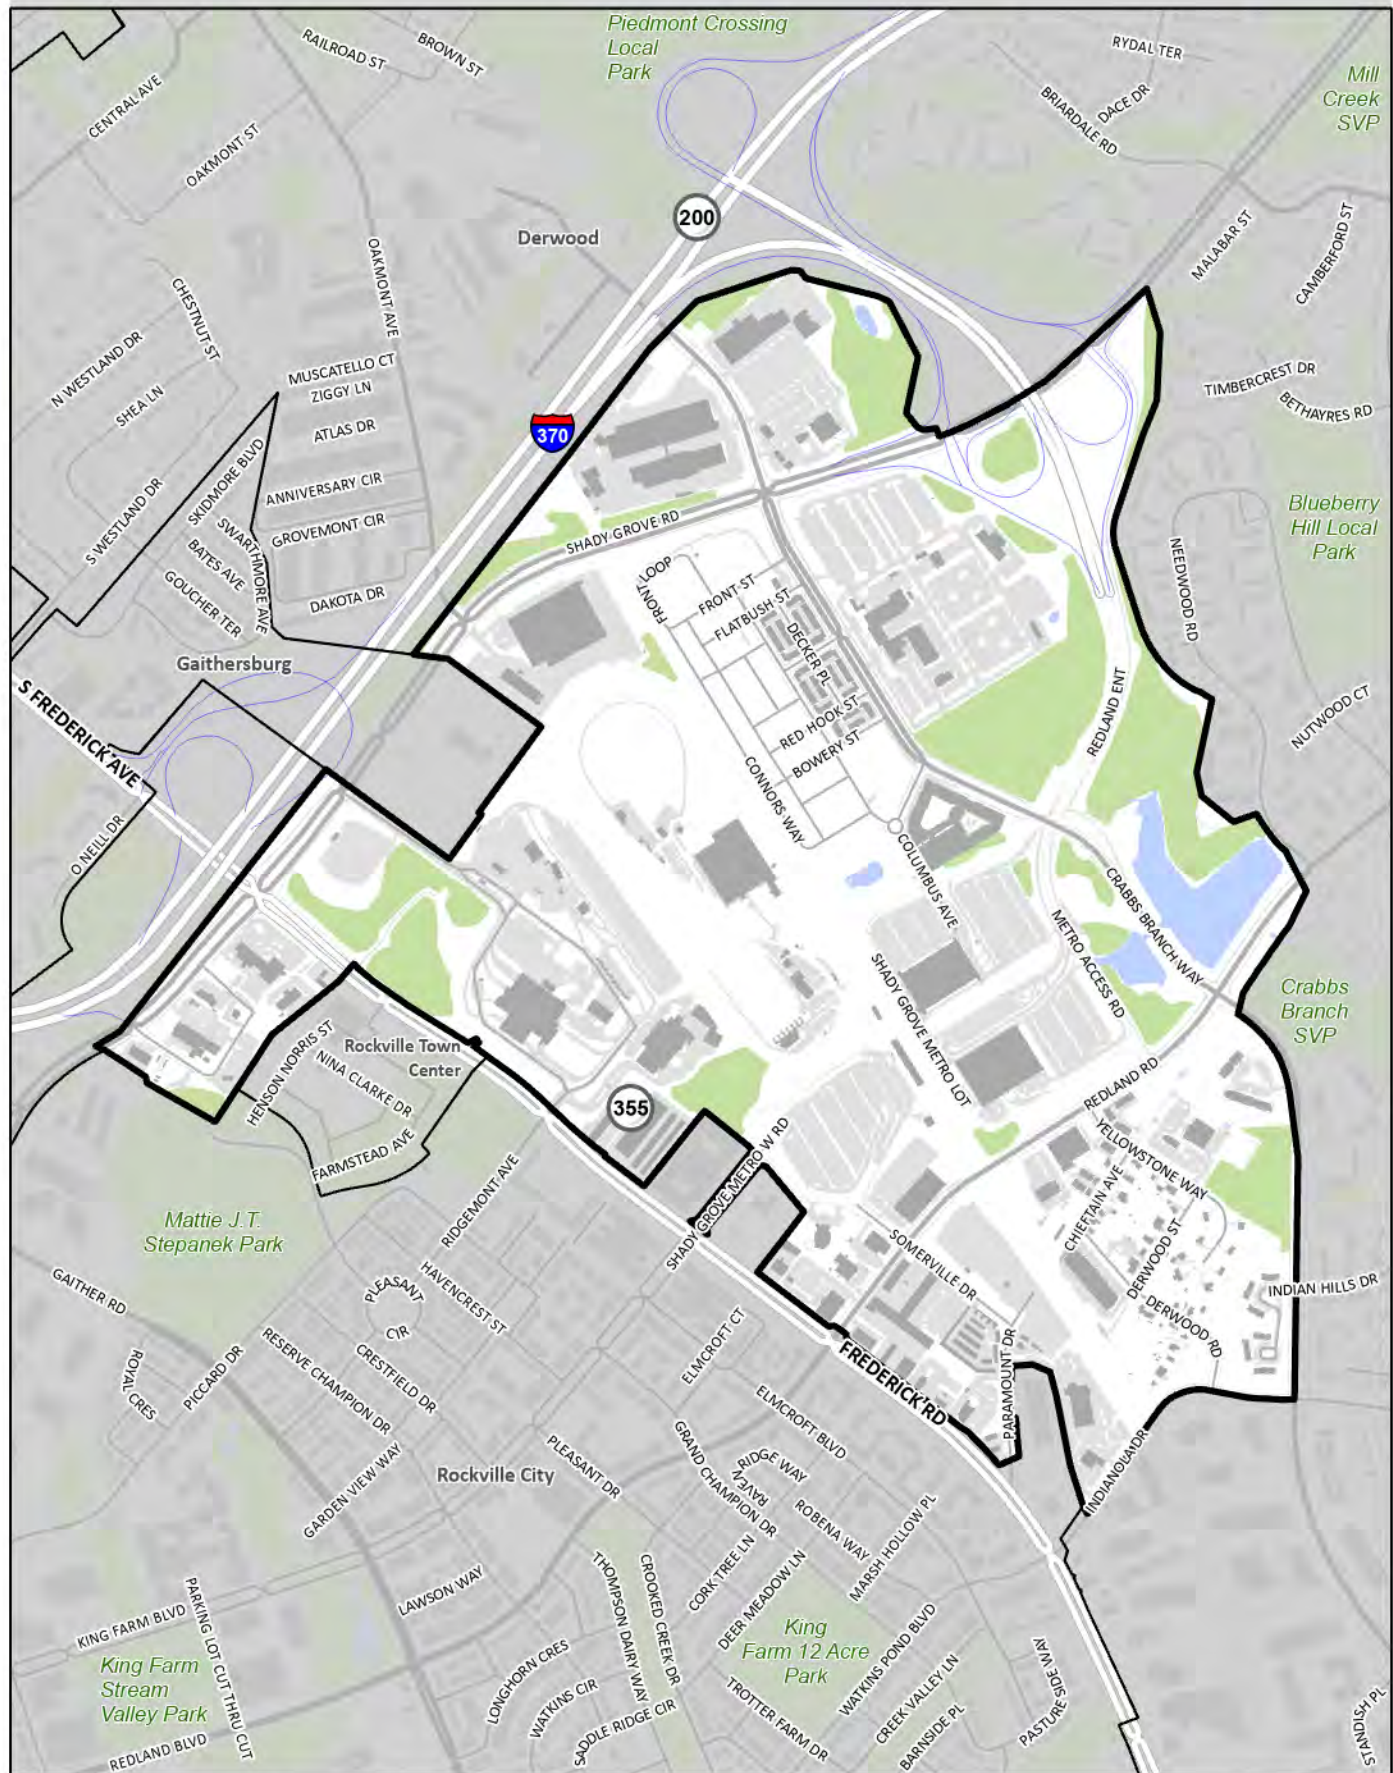 Piedmont Crossing
Local
Park
RAILROAD ST
BROWN ST
RYDAL TER
Mill
Creek
SVP
CENTRAL AVE
DACE DR
BRIARDALE RD
OAKMONT ST
200
Derwood
MALABAR ST
CAMBERFORD ST
OAKMONT AVE
CHESTNUT ST
N WESTLAND DR
MUSCATELLO CT
ZIGGY LN
SHEA LN
ATLAS DR
TIMBERCREST DR
BETHAYRES RD
370
SKIDMORE BLVD
ANNIVERSARY CIR
S WESTLAND DR
GROVEMONT CIR
SWARTHMORE AVE
BATES AVE
GOUCHER TER
DAKOTA DR
SHADY GROVE RD
Blueberry
Hill Local
Park
NEEDWOOD RD
FRONT LOOP
FRONT ST
FLATBUSH ST
DECKER PL
Gaithersburg
S FREDERICK AVE
RED HOOK ST
BOWERY ST
REDLAND ENT
NUTWOOD CT
CONNORS WAY
O NEILL DR
COLUMBUS AVE
CRABBS BRANCH WAY
METRO ACCESS RD
SHADY GROVE METRO LOT
Crabbs
Branch
SVP
HENSON NORRIS ST
Rockville Town
Center
NINA CLARKE DR
355
REDLAND RD
FARMSTEAD AVE
YELLOWSTONE WAY
SHADY GROVE METRO W RD
RIDGEMONT AVE
CHIEFTAIN AVE
Mattie J.T.
Stepanek Park
SOMERVILLE DR
DERWOOD ST
GAITHER RD
PLEASANT
CIR
HAVENCREST ST
INDIAN HILLS DR
DERWOOD RD
ELMCROFT CT
PARAMOUNT DR
RESERVE CHAMPION DR
CRESTFIELD DR
ROYAL CRES
PICCARD DR
FREDERICK RD
ELMCROFT BLVD
GARDEN VIEW WAY
PLEASANT DR
GRAND CHAMPION DR
RAVEN RIDGE WAY
INDIANOLA DR
Rockville City
ROBENA WAY
MARSH HOLLOW PL
CORK TREE LN
DEER MEADOW LN
THOMPSON DAIRY WAY
CROOKED CREEK DR
LAWSON WAY
KING FARM BLVD
PARKING LOT CUT THRU CUT
King
Farm 12 Acre
Park
WATKINS POND BLVD
King Farm
Stream
Valley Park
LONGHORN CRES
WATKINS CIR
SADDLE RIDGE CIR
TROTTER FARM DR
CREEK VALLEY LN
BARNSIDE PL
PASTURE SIDE WAY
REDLAND BLVD
STANDISH PL